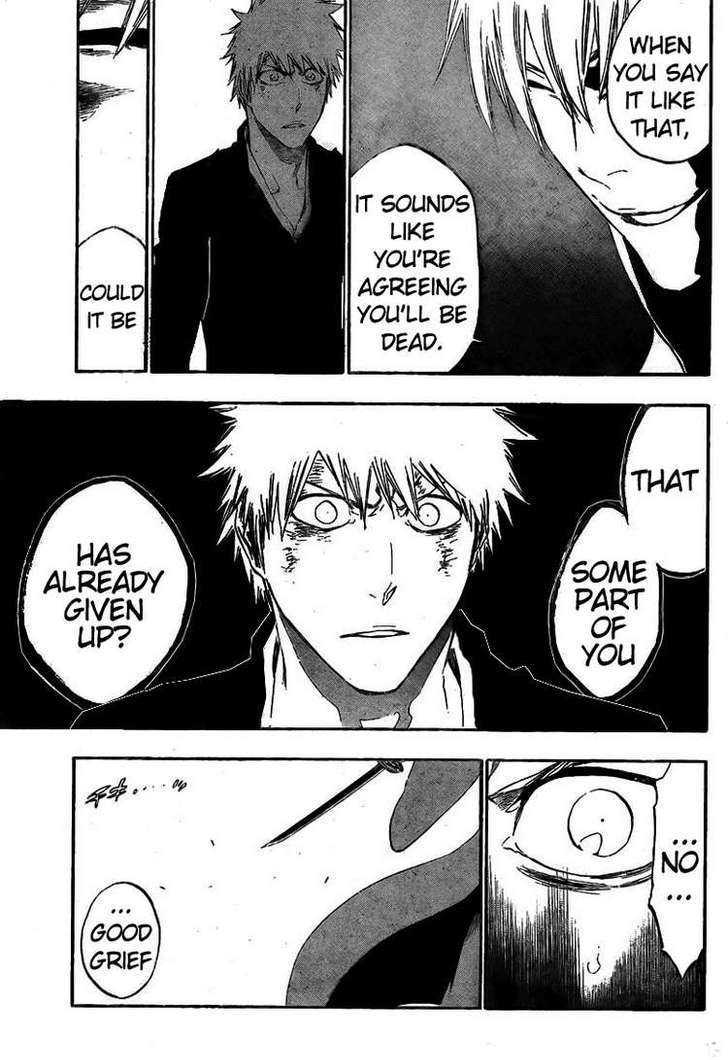 WHEN
YOU SAY
IT LIKE
THAT,
IT SOUNDS
LIKE
YOU'RE
AGREEING
YOU'LL BE
DEAD.
COULD
IT BE
THAT
SOME
PART
OF
YOU
HAS
ALREADY
GIVEN
UP?
...
NO
...
...
GOOD
GRIEF